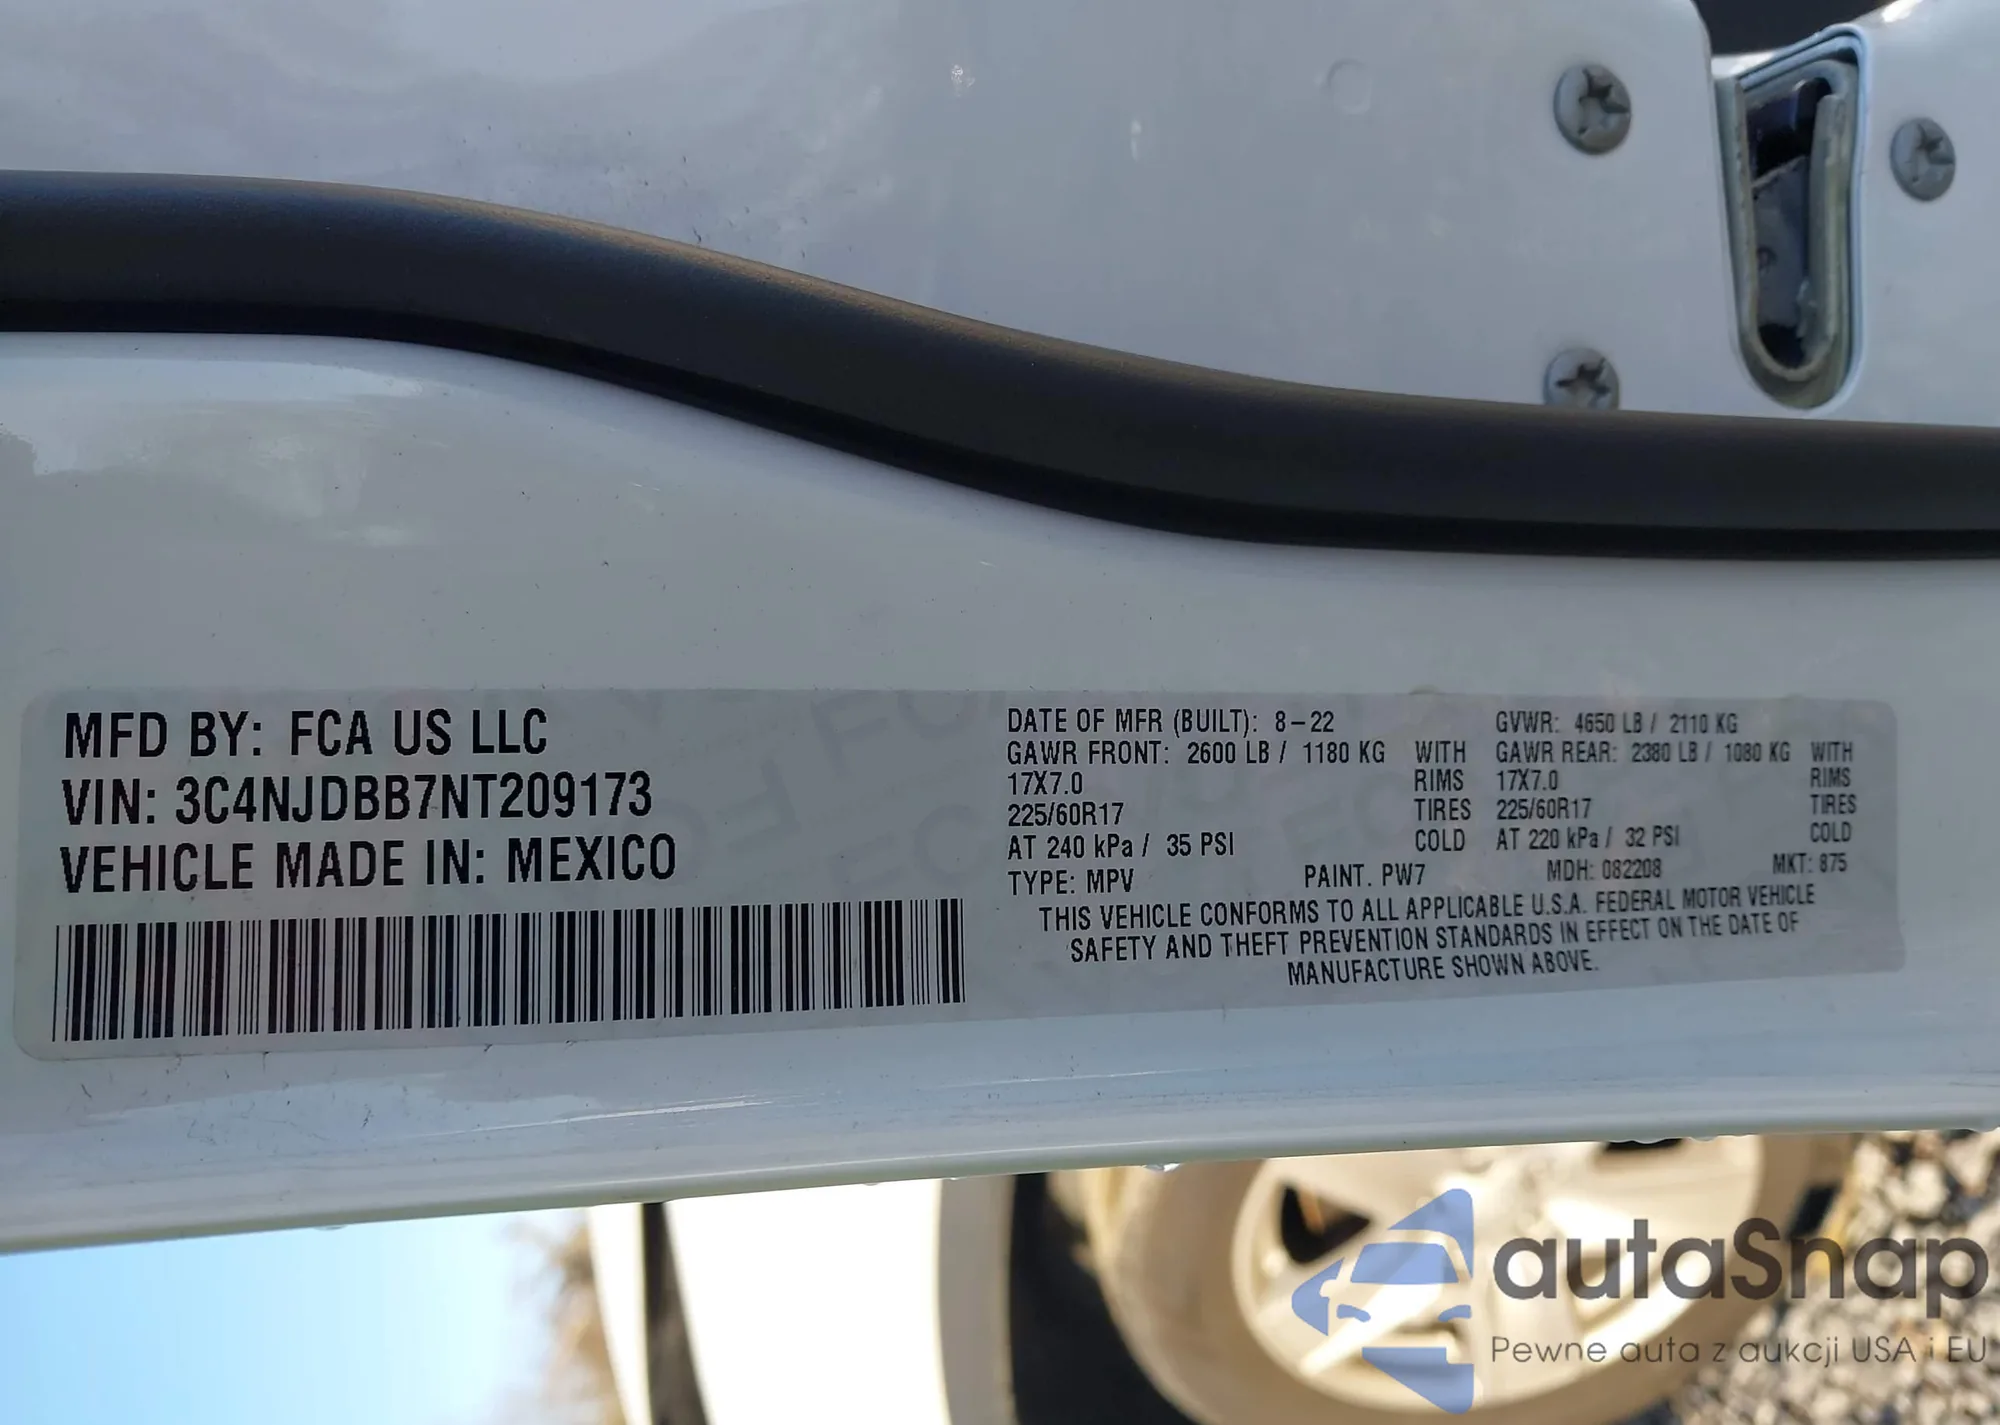 MFD BY: FCA US LLC
VIN: 3C4NJDBB7NT209173
VEHICLE MADE IN: MEXICO
DATE OF MFR (BUILT): 8-22 GVWR: 4650 LB / 2110 KG
GAWR FRONT: 2600 LB / 1180 KG WITH GAWR REAR: 2380 LB / 1080 KG WITH
17X7.0 RIMS 17X7.0 RIMS
225/60R17 TIRES 225/60R17 TIRES
AT 240 kPa / 35 PSI COLD AT 220 kPa / 32 PSI COLD
TYPE: MPV PAINT. PW7 MDH: 082208 MKT: 875
THIS VEHICLE CONFORMS TO ALL APPLICABLE U.S.A. FEDERAL MOTOR VEHICLE
SAFETY AND THEFT PREVENTION STANDARDS IN EFFECT ON THE DATE OF
MANUFACTURE SHOWN ABOVE.
autaSnap
Pewne auta z aukcji USA i EU